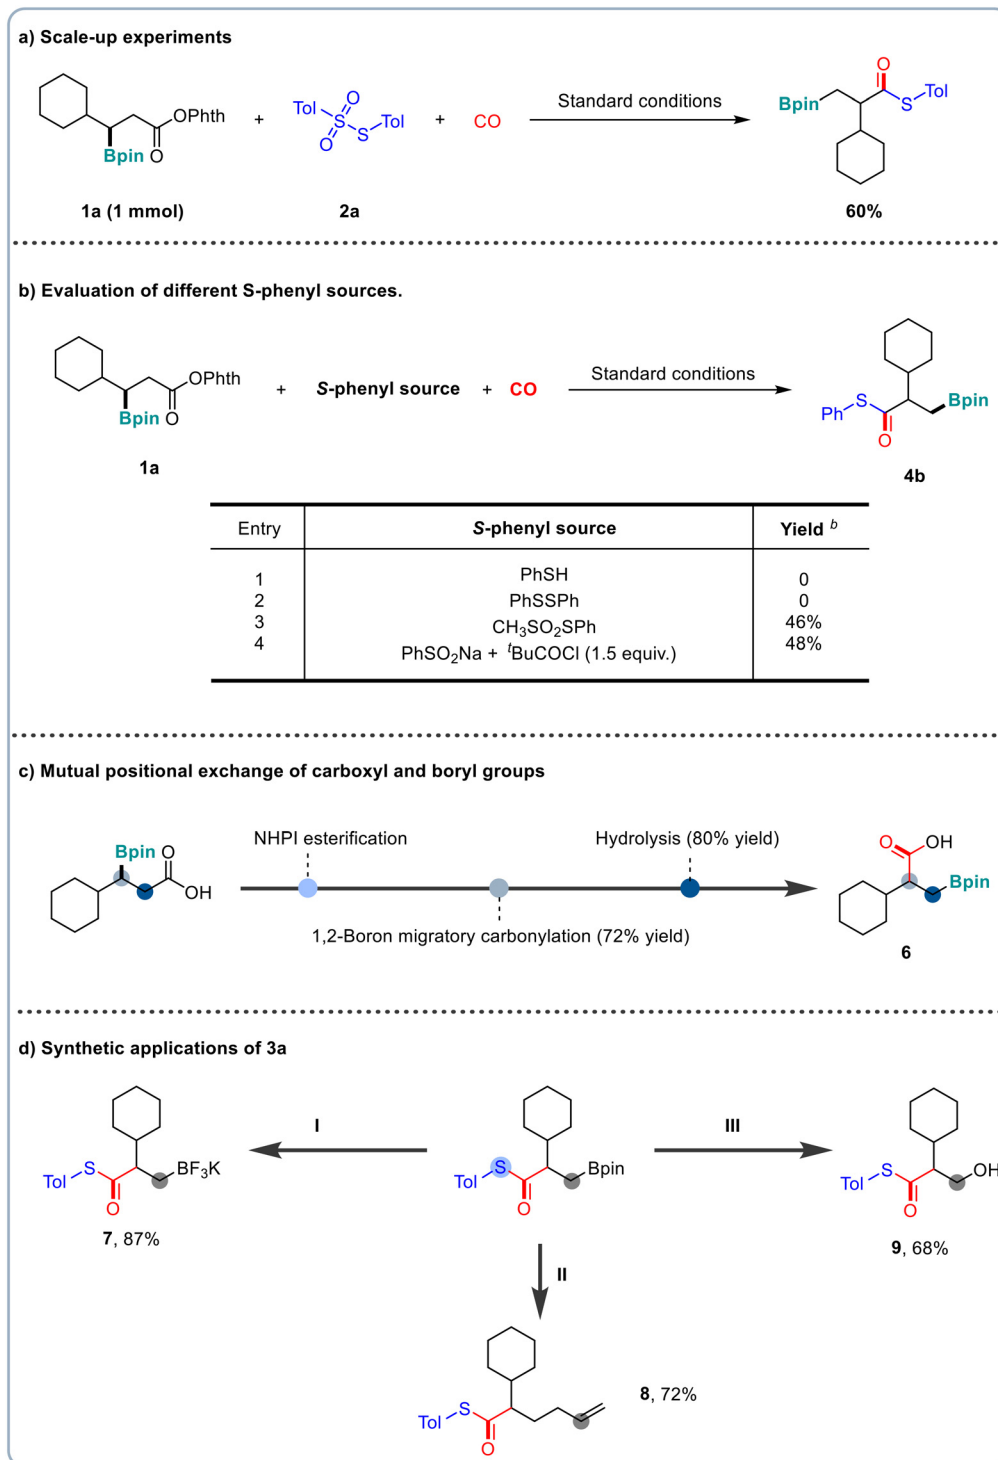 a) Scale-up experiments
OPhth
O
Bpin
1a (1 mmol)
+
Tol
O
S
O
S
Tol
2a
+
CO
Standard conditions
O
Bpin
S
Tol
60%
b) Evaluation of different S-phenyl sources.
OPhth
O
Bpin
1a
+
S-phenyl source
+ CO
Standard conditions
Ph
S
O
Bpin
4b
Entry S-phenyl source Yield b
1 PhSH 0
2 PhSSPh 0
3 CH3SO2SPh 46%
4 PhSO2Na + tBuCOCl (1.5 equiv.) 48%
c) Mutual positional exchange of carboxyl and boryl groups
Bpin
O
OH
NHPI esterification
Hydrolysis (80% yield)
1,2-Boron migratory carbonylation (72% yield)
O
OH
Bpin
6
d) Synthetic applications of 3a
Tol
S
O
BF3K
7, 87%
I
Tol
S
O
Bpin
III
Tol
S
O
OH
9, 68%
II
Tol
S
O
8, 72%